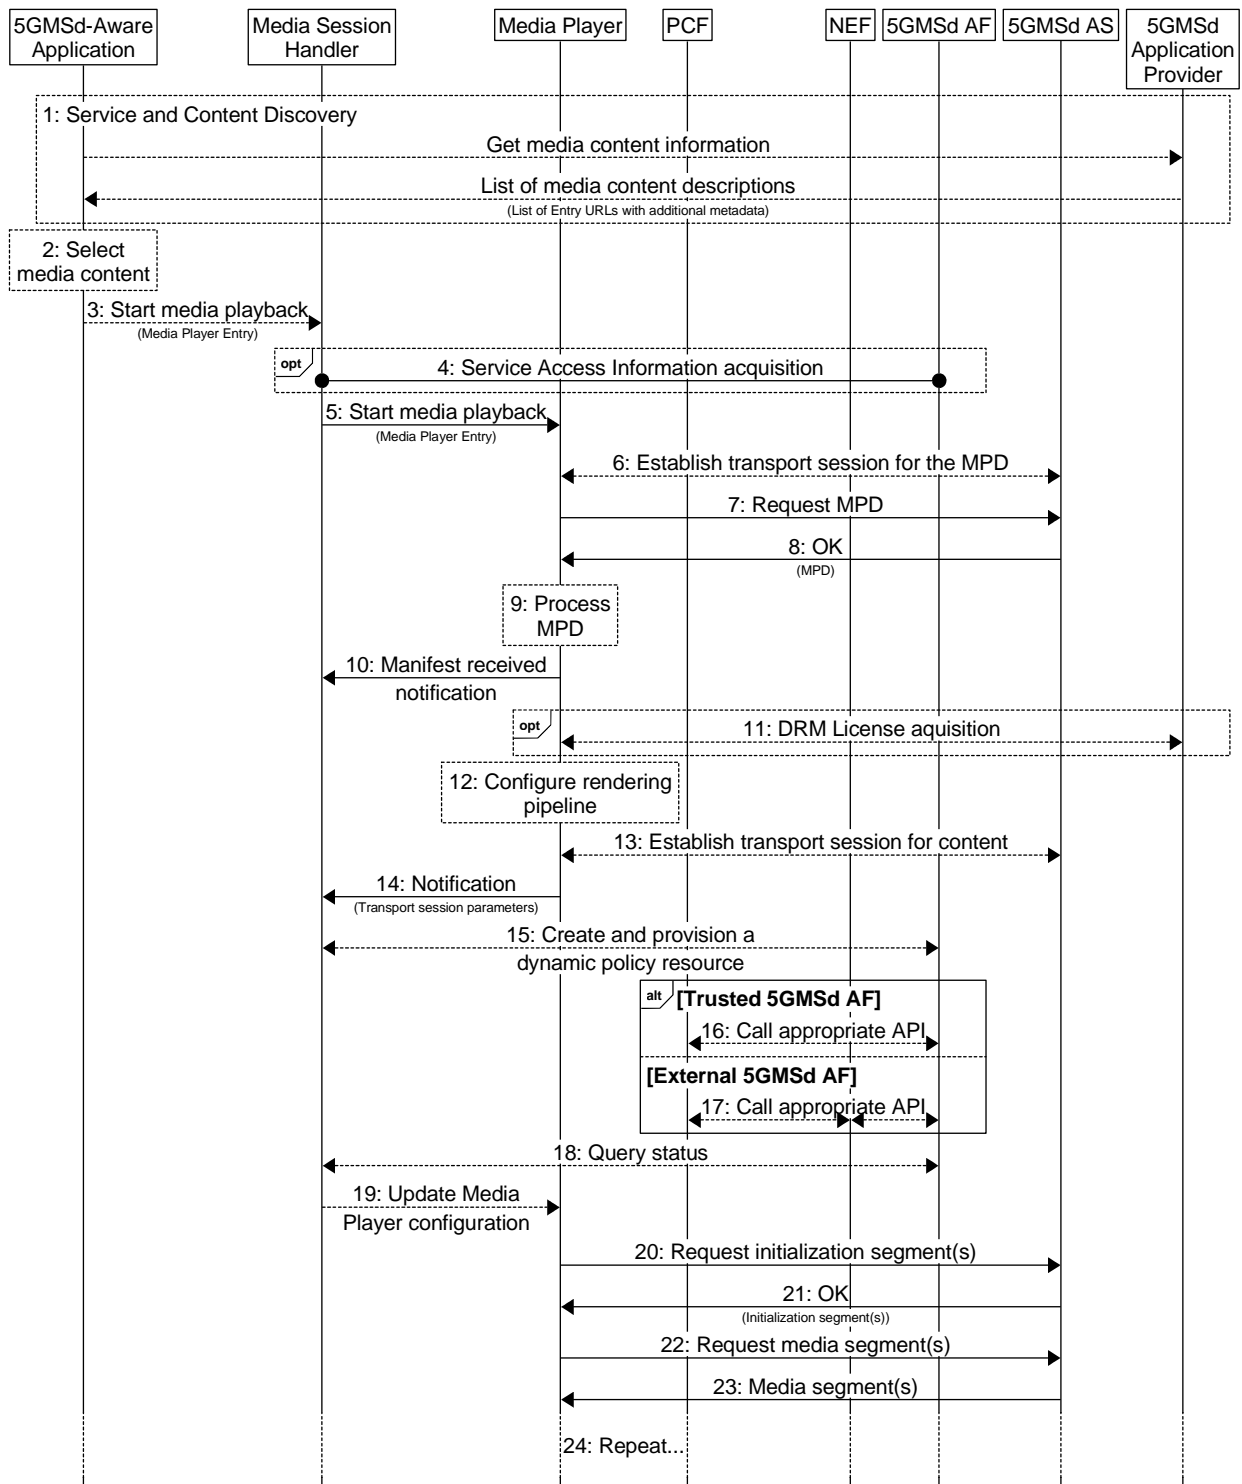 5GMSd-Aware
Application
Media Session
Handler
Media Player
PCF
NEF
5GMSd AF
5GMSd AS
5GMSd
Application
Provider
1: Service and Content Discovery
Get media content information
List of media content descriptions
(List of Entry URLs with additional metadata)
2: Select
media content
3: Start media playback
(Media Player Entry)
opt
4: Service Access Information acquisition
5: Start media playback
(Media Player Entry)
6: Establish transport session for the MPD
7: Request MPD
8: OK
(MPD)
9: Process
MPD
10: Manifest received
notification
opt
11: DRM License aquisition
12: Configure rendering
pipeline
13: Establish transport session for content
14: Notification
(Transport session parameters)
15: Create and provision a
dynamic policy resource
alt
[Trusted 5GMSd AF]
16: Call appropriate API
[External 5GMSd AF]
17: Call appropriate API
18: Query status
19: Update Media
Player configuration
20: Request initialization segment(s)
21: OK
(Initialization segment(s))
22: Request media segment(s)
23: Media segment(s)
24: Repeat...